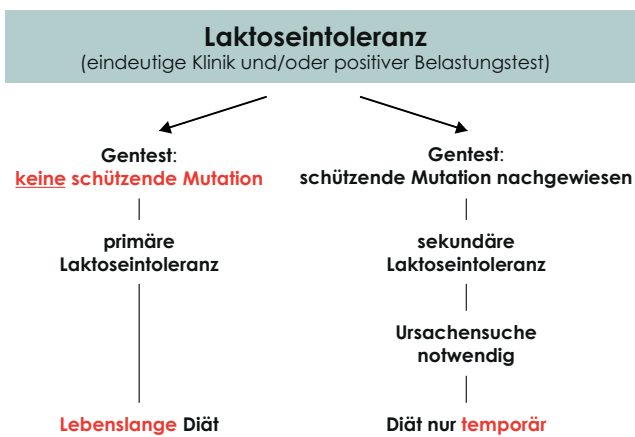 Laktoseintoleranz
(eindeutige Klinik und/oder positiver Belastungstest)
Gentest:
keine schützende Mutation
primäre
Laktoseintoleranz
Lebenslange Diät
Gentest:
schützende Mutation nachgewiesen
sekundäre
Laktoseintoleranz
Ursachensuche
notwendig
Diät nur temporär